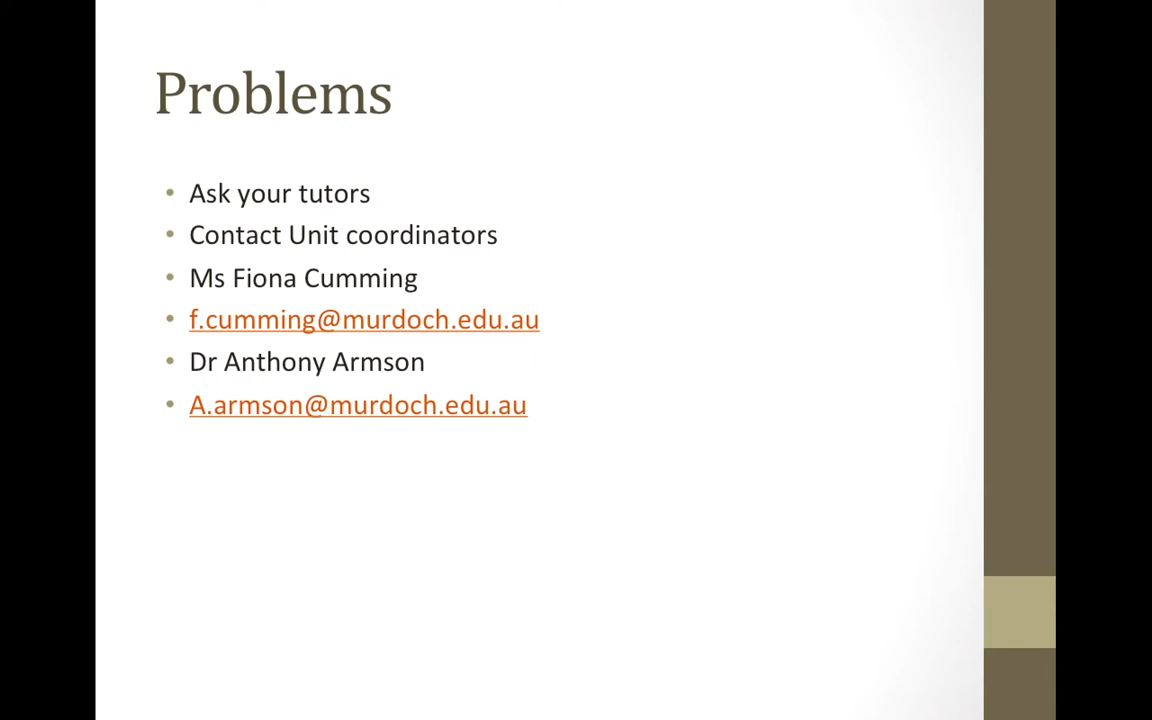 Problems
• Ask your tutors
• Contact Unit coordinators
• Ms Fiona Cumming
• f.cumming@murdoch.edu.au
• Dr Anthony Armson
• A.armson@murdoch.edu.au